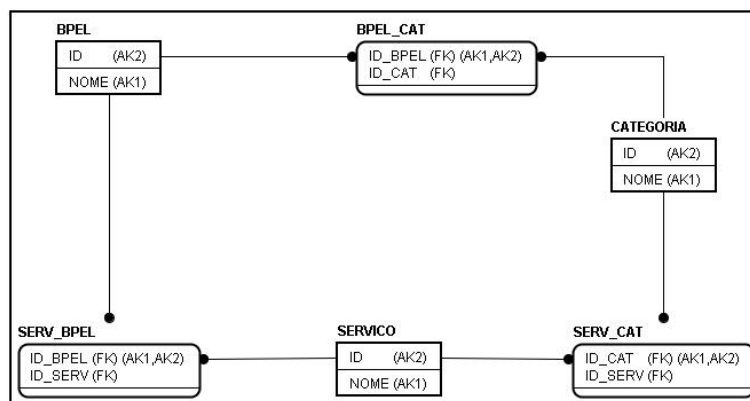 BPEL
ID (AK2)
NOME (AK1)
BPEL_CAT
ID_BPEL (FK) (AK1,AK2)
ID_CAT (FK)
CATEGORIA
ID (AK2)
NOME (AK1)
SERV_BPEL
ID_BPEL (FK) (AK1,AK2)
ID_SERV (FK)
SERVICO
ID (AK2)
NOME (AK1)
SERV_CAT
ID_CAT (FK) (AK1,AK2)
ID_SERV (FK)